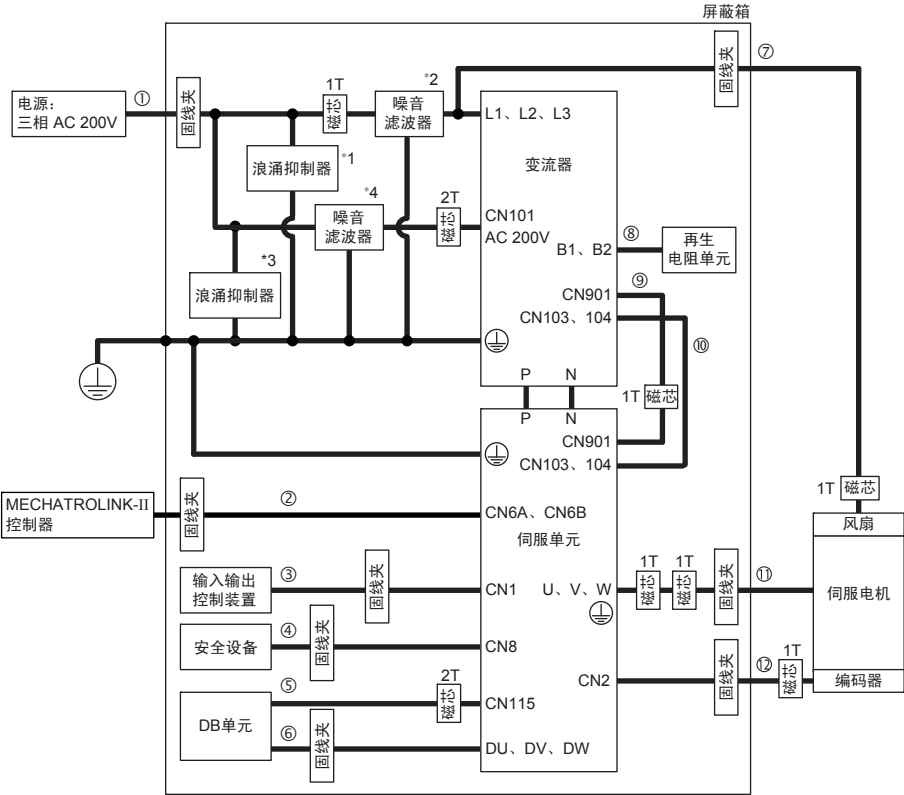 屏蔽箱
⑦
固线夹
电源:
三相 AC 200V
①
固线夹
1T
磁芯
*2
噪音
滤波器
L1、L2、L3
变流器
浪涌抑制器
*1
*4
噪音
滤波器
2T
磁芯
CN101
AC 200V
B1、B2
⑧
再生
电阻单元
*3
浪涌抑制器
CN901
⑨
CN103、104
⑩
P
N
1T
磁芯
P
N
CN901
CN103、104
MECHATROLINK-II
控制器
固线夹
②
CN6A、CN6B
伺服单元
1T
磁芯
风扇
输入输出
控制装置
③
固线夹
CN1
U、V、W
1T
磁芯
1T
磁芯
固线夹
⑪
伺服电机
安全设备
④
固线夹
CN8
CN2
固线夹
⑫
1T
磁芯
编码器
DB单元
⑤
2T
磁芯
CN115
⑥
固线夹
DU、DV、DW